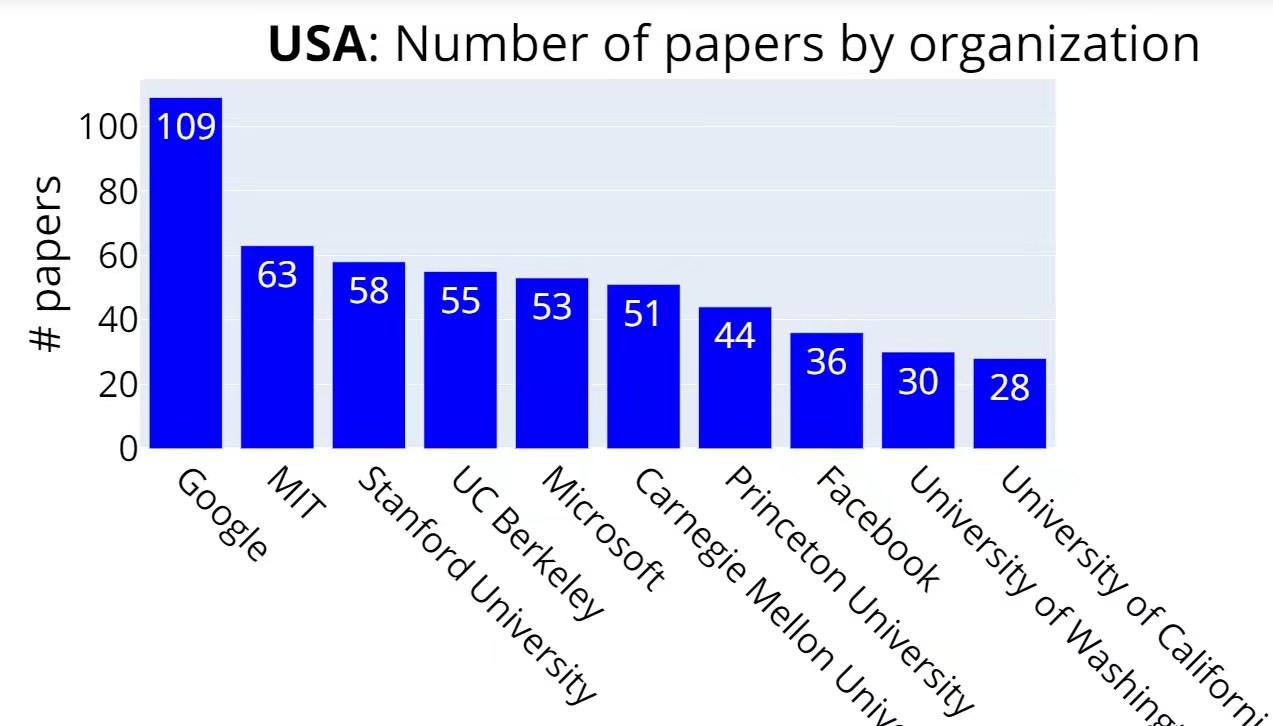 USA: Number of papers by organization
# papers
100
80
60
40
20
0
109
63
58
55
53
51
44
36
30
28
Google
MIT
Stanford University
UC Berkeley
Microsoft
Carnegie Mellon
Princeton University
Facebook
University of
University of